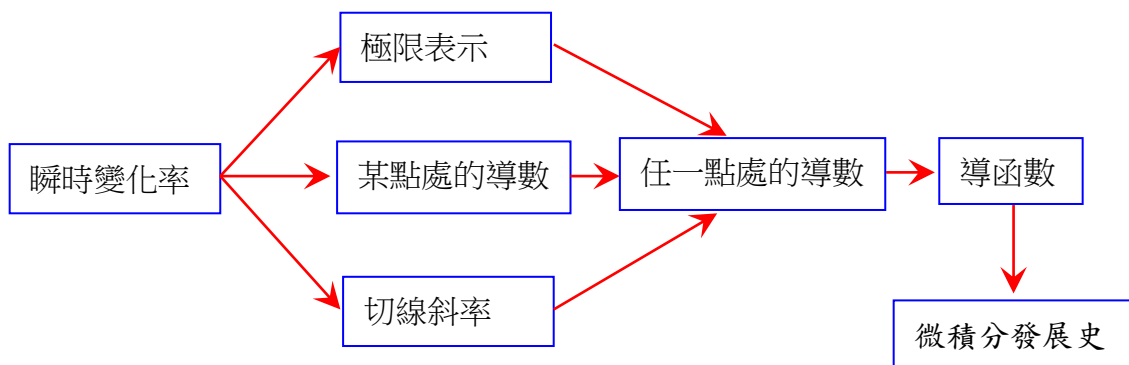 極限表示
瞬時變化率
某點處的導數
任一點處的導數
導函數
切線斜率
微積分發展史